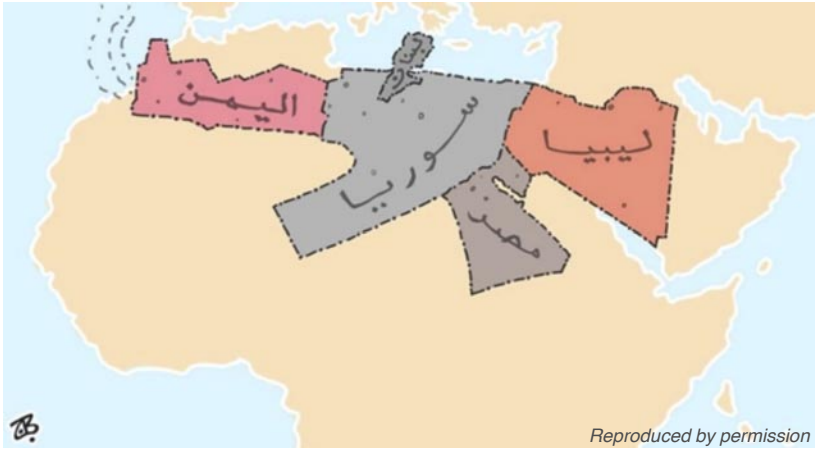 اليمن
سوريا
ليبيا
مصر
Reproduced by permission